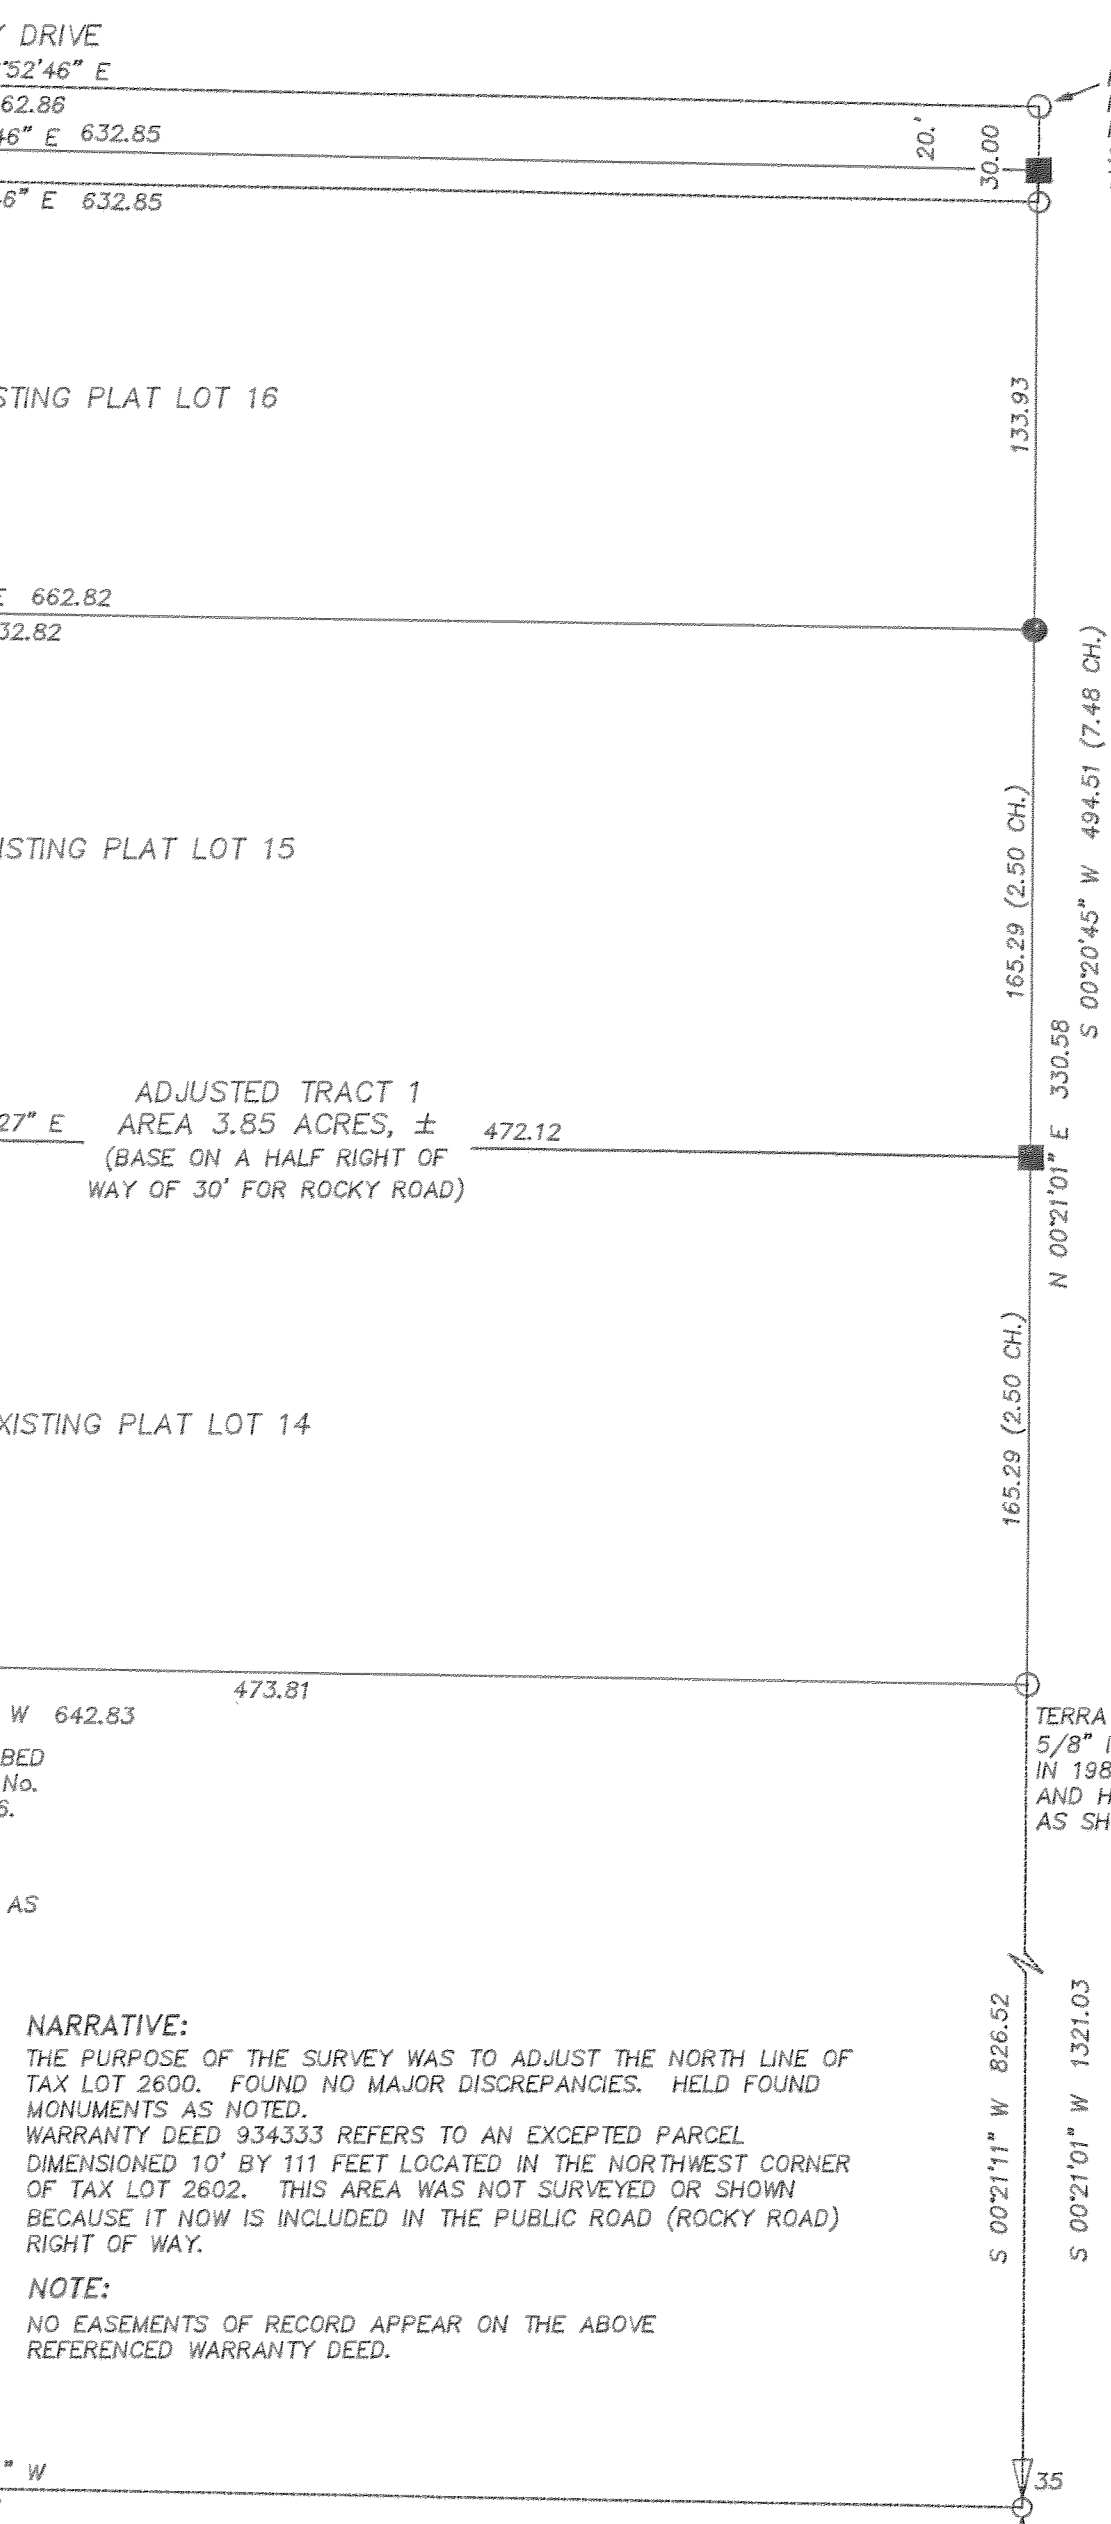 DRIVE
52'46" E
62.86
46" E 632.85
6" E 632.85
20.'
30.00
133.93
STING PLAT LOT 16
E 662.82
32.82
S 00°20'45" W 494.51 (7.48 CH.)
165.29 (2.50 CH.)
ISTING PLAT LOT 15
N 00°21'01" E 330.58
ADJUSTED TRACT 1
27" E AREA 3.85 ACRES, ± 472.12
(BASE ON A HALF RIGHT OF
WAY OF 30' FOR ROCKY ROAD)
165.29 (2.50 CH.)
XISTING PLAT LOT 14
473.81
W 642.83
BED
No.
6.
AS
TERRA
5/8" I
IN 198
AND H
AS SH
NARRATIVE:
THE PURPOSE OF THE SURVEY WAS TO ADJUST THE NORTH LINE OF
TAX LOT 2600. FOUND NO MAJOR DISCREPANCIES. HELD FOUND
MONUMENTS AS NOTED.
WARRANTY DEED 934333 REFERS TO AN EXCEPTED PARCEL
DIMENSIONED 10' BY 111 FEET LOCATED IN THE NORTHWEST CORNER
OF TAX LOT 2602. THIS AREA WAS NOT SURVEYED OR SHOWN
BECAUSE IT NOW IS INCLUDED IN THE PUBLIC ROAD (ROCKY ROAD)
RIGHT OF WAY.
NOTE:
NO EASEMENTS OF RECORD APPEAR ON THE ABOVE
REFERENCED WARRANTY DEED.
S 00°21'11" W 826.52
S 00°21'01" W 1321.03
" W
35